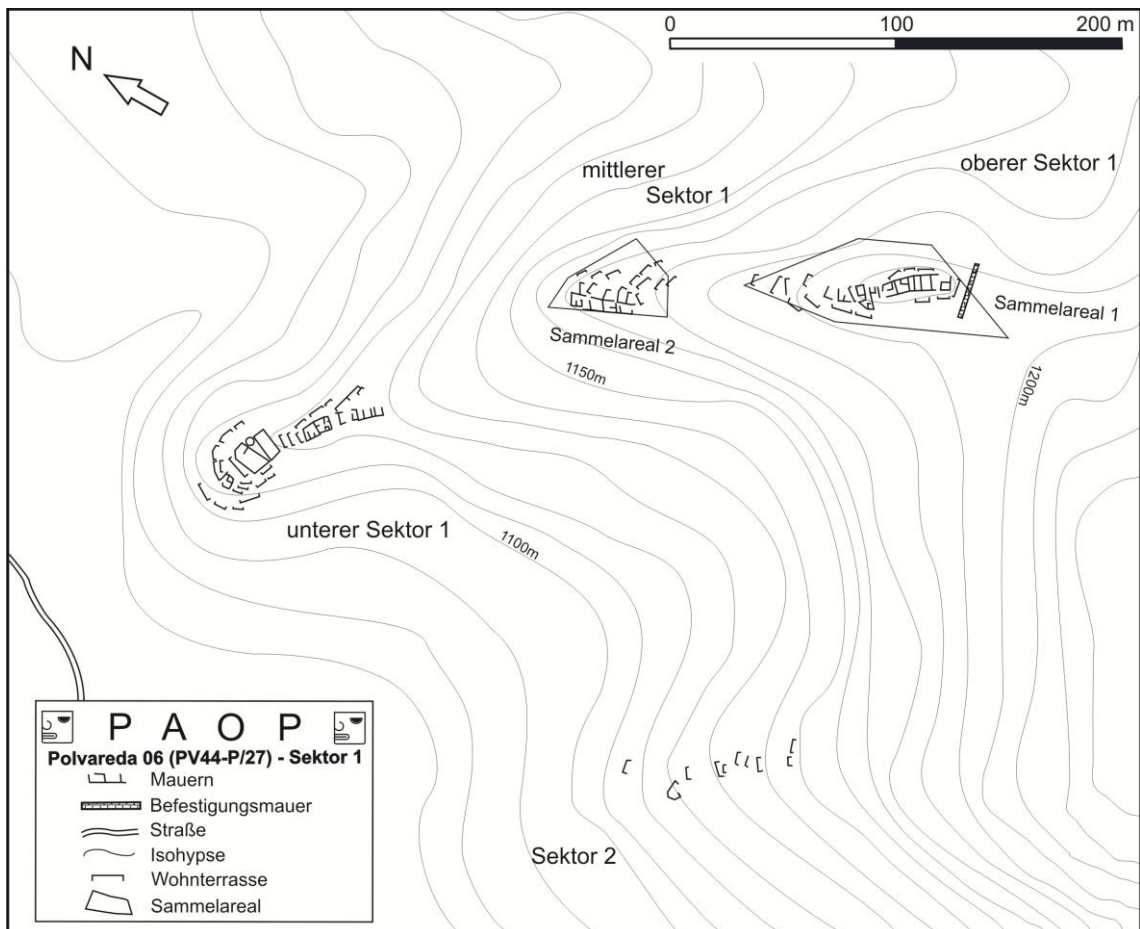 0 100 200 m
N
mittlerer
Sektor 1
oberer Sektor 1
Sammelareal 1
Sammelareal 2
1150m
1200m
unterer Sektor 1
1100m
Sektor 2
P A O P
Polvareda 06 (PV44-P/27) - Sektor 1
Mauern
Befestigungsmauer
Straße
Isohypse
Wohnterrasse
Sammelareal